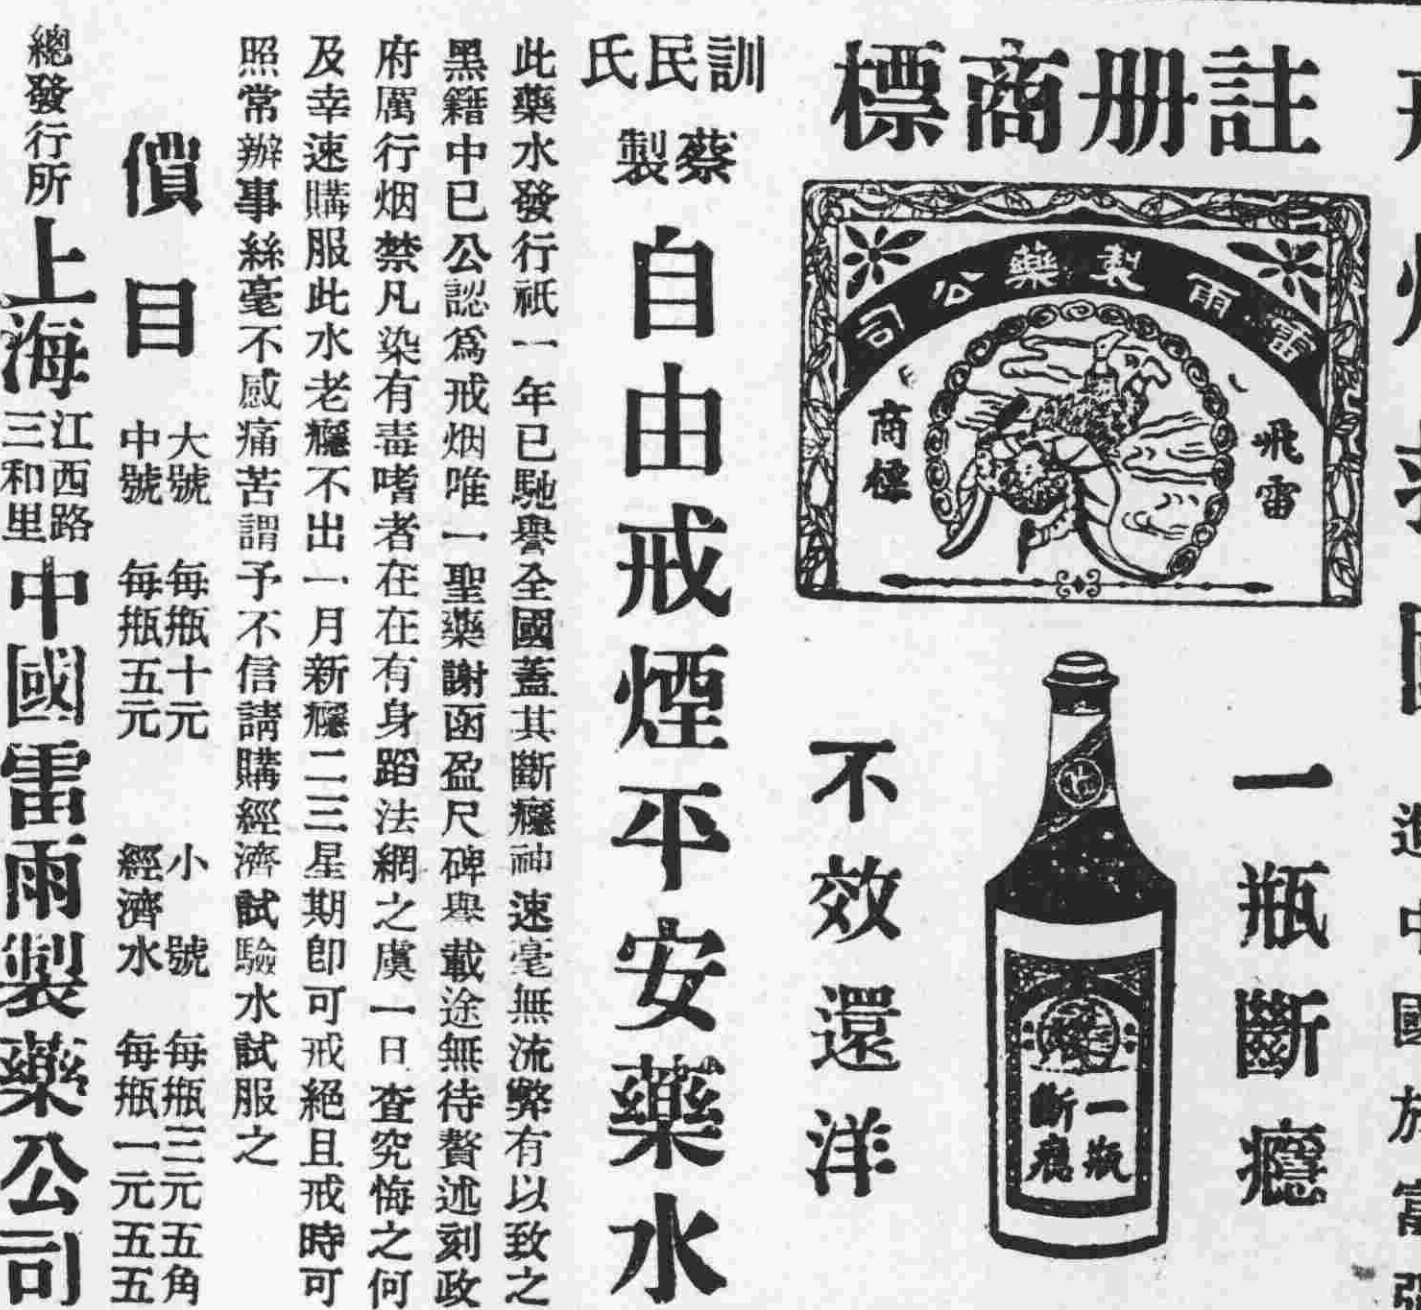 註册商標
雷雨製藥公司
飛雷
商標
一瓶斷癮
一瓶
斷癮
不效還洋
訓民氏
蔡製
自由戒煙平安藥水
此藥水發行祇一年已馳譽全國蓋其斷癮神速毫無流弊有以致之
黑籍中已公認爲戒烟唯一聖藥謝函盈尺碑譽載途無待贅述刻政
府厲行烟禁凡染有毒嗜者在在有身蹈法網之虞一日查究悔之何
及幸速購服此水老癮不出一月新癮二三星期卽可戒絕且戒時可
照常辦事絲毫不感痛苦謂予不信請購經濟試驗水試服之
價目
大號 每瓶十元 小號 每瓶三元五角
中號 每瓶五元 經濟水 每瓶一元五五
總發行所
上海
江西路
三和里
中國雷雨製藥公司